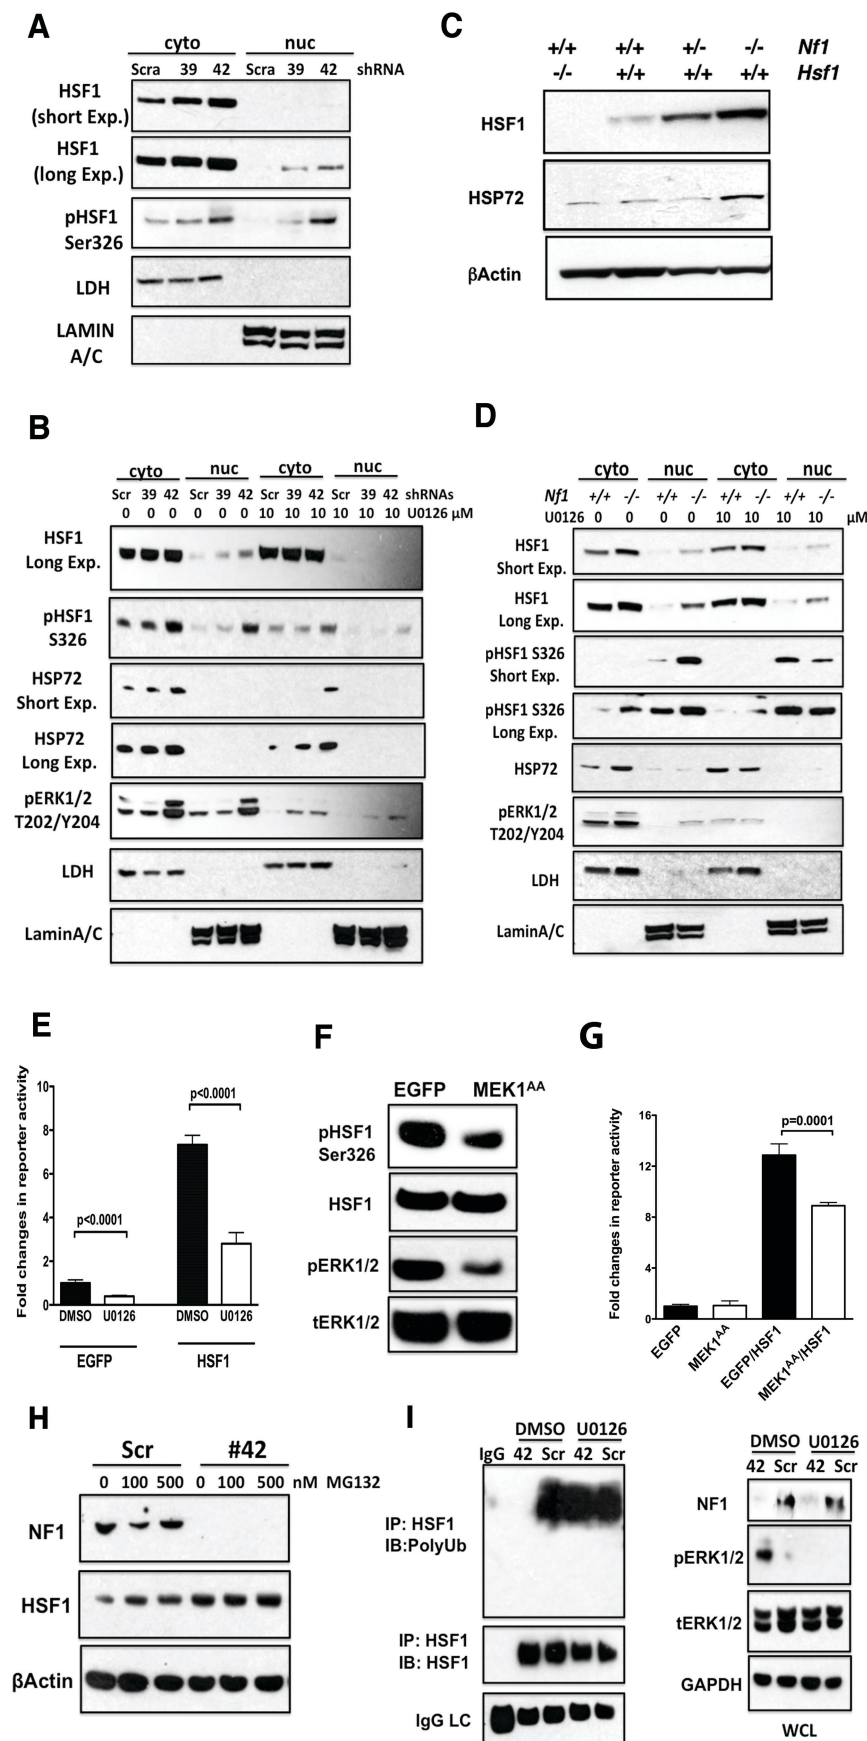 A
cyto nuc
Scra 39 42 Scra 39 42 shRNA
HSF1
(short Exp.)
HSF1
(long Exp.)
pHSF1
Ser326
LDH
LAMIN
A/C
C
+/+ +/+ +/- -/- Nf1
-/- +/+ +/+ +/+ Hsf1
HSF1
HSP72
βActin
B
cyto nuc cyto nuc
Scr 39 42 Scr 39 42 Scr 39 42 Scr 39 42 shRNAs
0 0 0 0 0 0 10 10 10 10 10 10 U0126 µM
HSF1
Long Exp.
pHSF1
S326
HSP72
Short Exp.
HSP72
Long Exp.
pERK1/2
T202/Y204
LDH
LaminA/C
D
cyto nuc cyto nuc
Nf1 +/+ -/- +/+ -/- +/+ -/- +/+ -/-
U0126 0 0 0 0 10 10 10 10 µM
HSF1
Short Exp.
HSF1
Long Exp.
pHSF1 S326
Short Exp.
pHSF1 S326
Long Exp.
HSP72
pERK1/2
T202/Y204
LDH
LaminA/C
E
Fold changes in reporter activity
10
8
6
4
2
0
p<0.0001
p<0.0001
DMSO U0126 DMSO U0126
EGFP HSF1
F
EGFP MEK1AA
pHSF1
Ser326
HSF1
pERK1/2
tERK1/2
G
Fold changes in reporter activity
16
12
8
4
0
p=0.0001
EGFP
MEK1AA
EGFP/HSF1
MEK1AA/HSF1
H
Scr #42
0 100 500 0 100 500 nM MG132
NF1
HSF1
βActin
I
DMSO U0126
IgG 42 Scr 42 Scr
IP: HSF1
IB:PolyUb
IP: HSF1
IB: HSF1
IgG LC
DMSO U0126
42 Scr 42 Scr
NF1
pERK1/2
tERK1/2
GAPDH
WCL